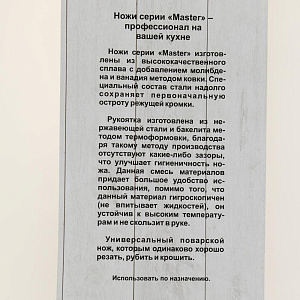 Ножи серии «Master» –
профессионал на
вашей кухне
Ножи серии «Master» изготов-
лены из высококачественного
сплава с добавлением молибде-
на и ванадия методом ковки. Спе-
циальный состав стали надолго
сохраняет первоначальную
остроту режущей кромки.
Рукоятка изготовлена из не-
ржавеющей стали и бакелита ме-
тодом термоформовки, благода-
ря такому методу производства
отсутствуют какие-либо зазоры,
что улучшает гигиеничность но-
жа. Данная смесь материалов
придает большое удобство ис-
пользования, помимо того, что
данный материал гигроскопичен
(не впитывает жидкостей), он
устойчив к высоким температу-
рам и не скользит в руке.
Универсальный поварской
нож, которым одинаково хорошо
резать, рубить и крошить.
Использовать по назначению.